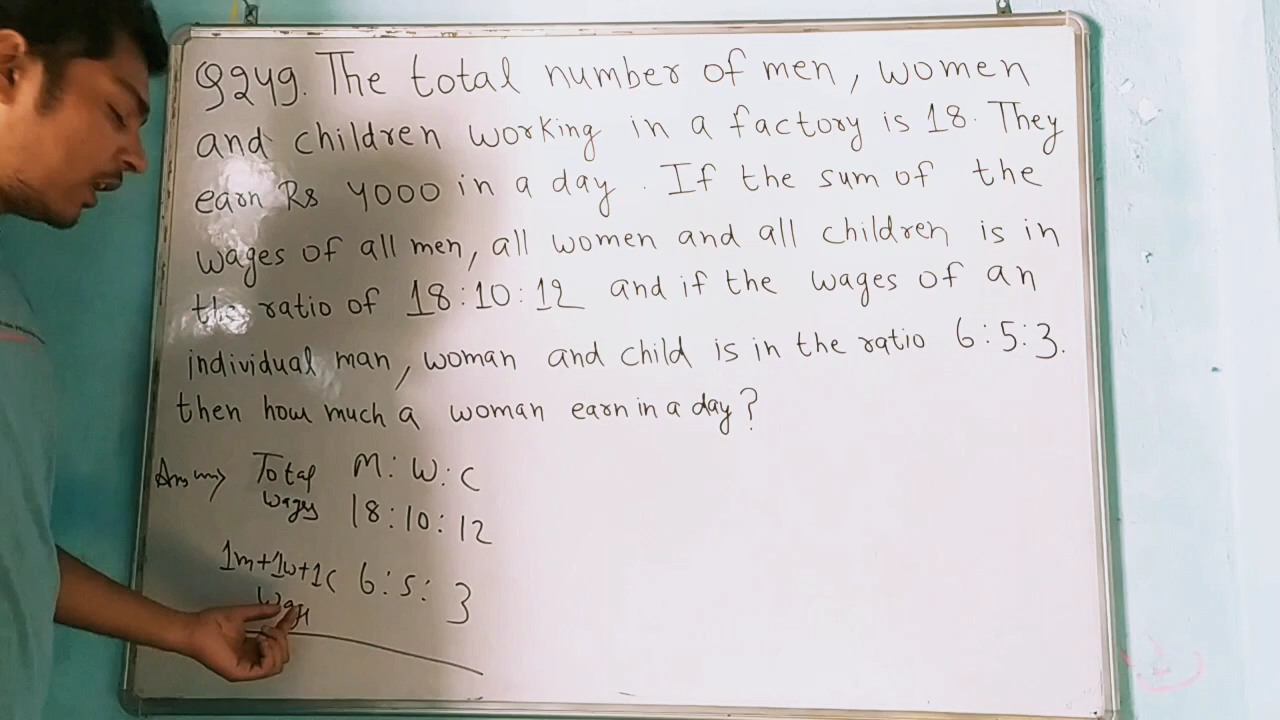 Q249. The total number of men, women
and children working in a factory is 18. They
earn Rs 4000 in a day. If the sum of the
wages of all men, all women and all children is in
the ratio of 18:10:12 and if the wages of an
individual man, woman and child is in the ratio 6:5:3.
then how much a woman earn in a day?
Total M:W:C
wages 18:10:12
1m+1w+1c 6:5:3